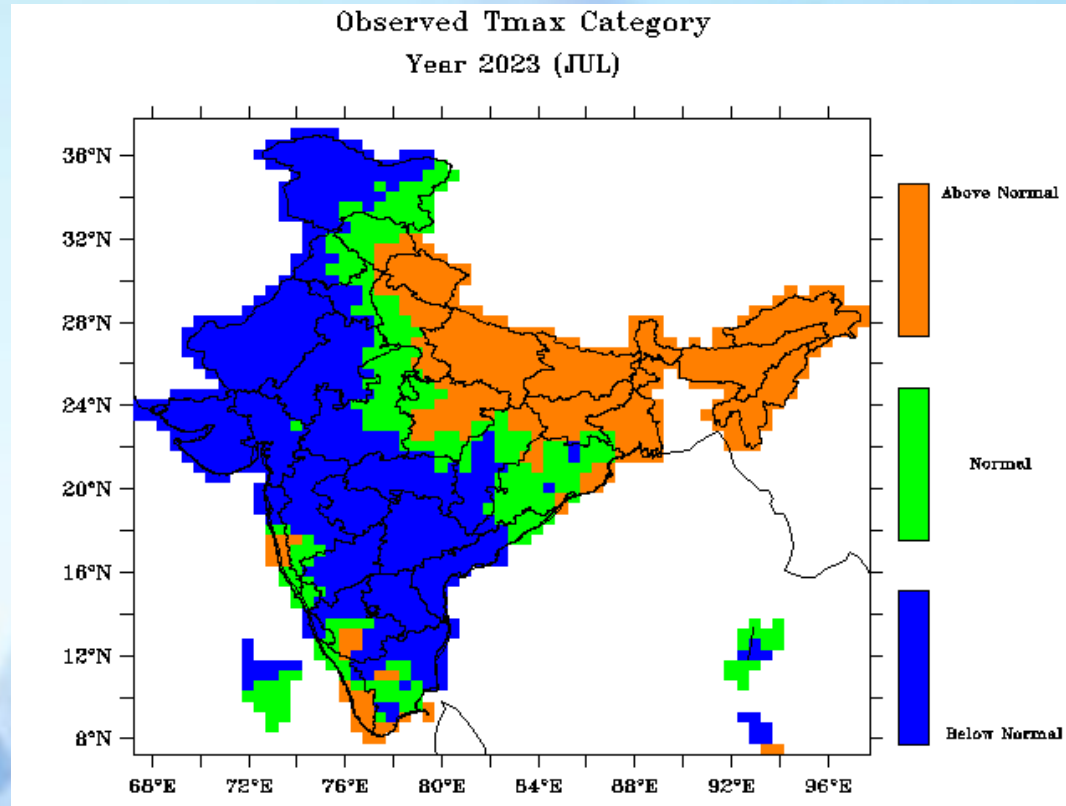 Observed Tmax Category
Year 2023 (JUL)
36°N
32°N
28°N
24°N
20°N
16°N
12°N
8°N
68°E 72°E 76°E 80°E 84°E 88°E 92°E 96°E
Above Normal
Normal
Below Normal